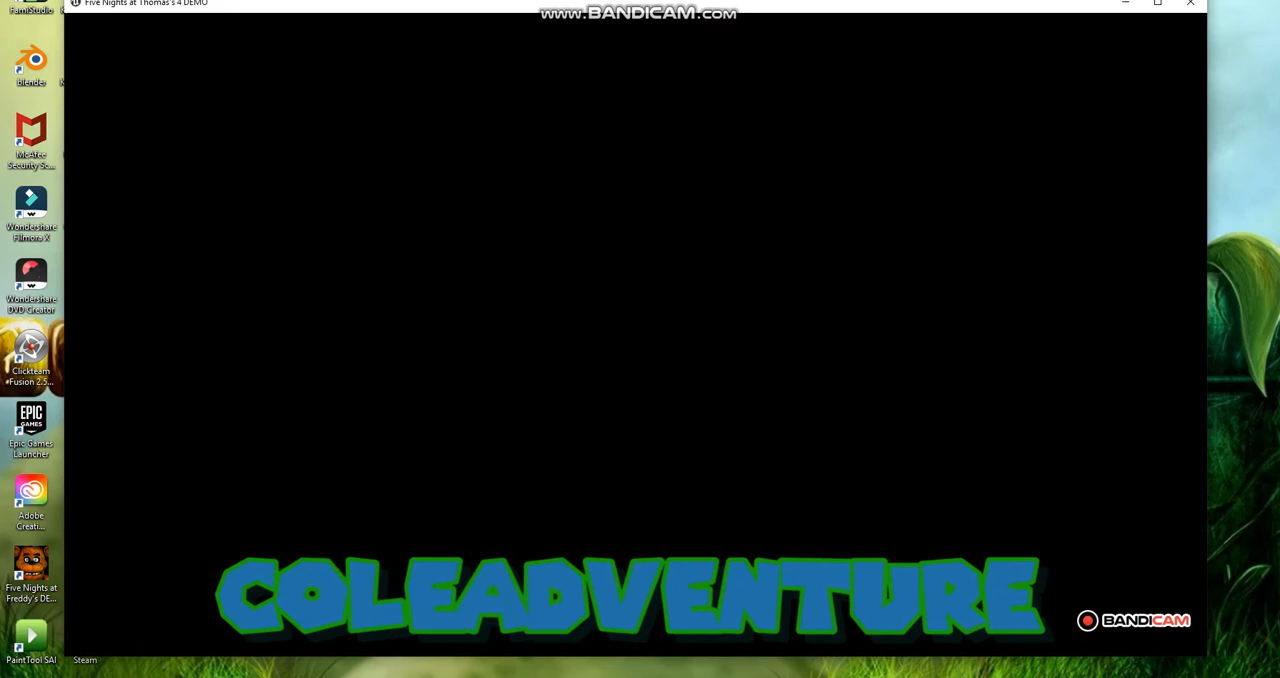 Five Nights at Thomas's 4 DEMO
www.BANDICAM.com
FamiStudio
blender
McAfee
Security Sc...
Wondershare
Filmora X
Wondershare
DVD Creator
Clickteam
Fusion 2.5...
EPIC
GAMES
Epic Games
Launcher
Adobe
Creati...
Five Nights at
Freddy's DE...
PaintTool SAI
Steam
COLEADVENTURE
BANDICAM